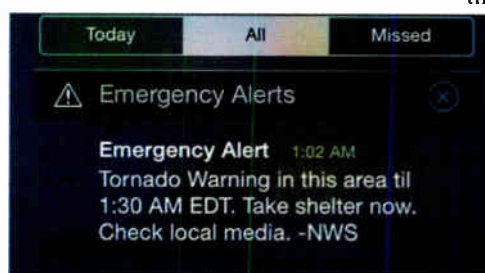 Today All Missed
Emergency Alerts
Emergency Alert 1:02 AM
Tornado Warning in this area til
1:30 AM EDT. Take shelter now.
Check local media. -NWS